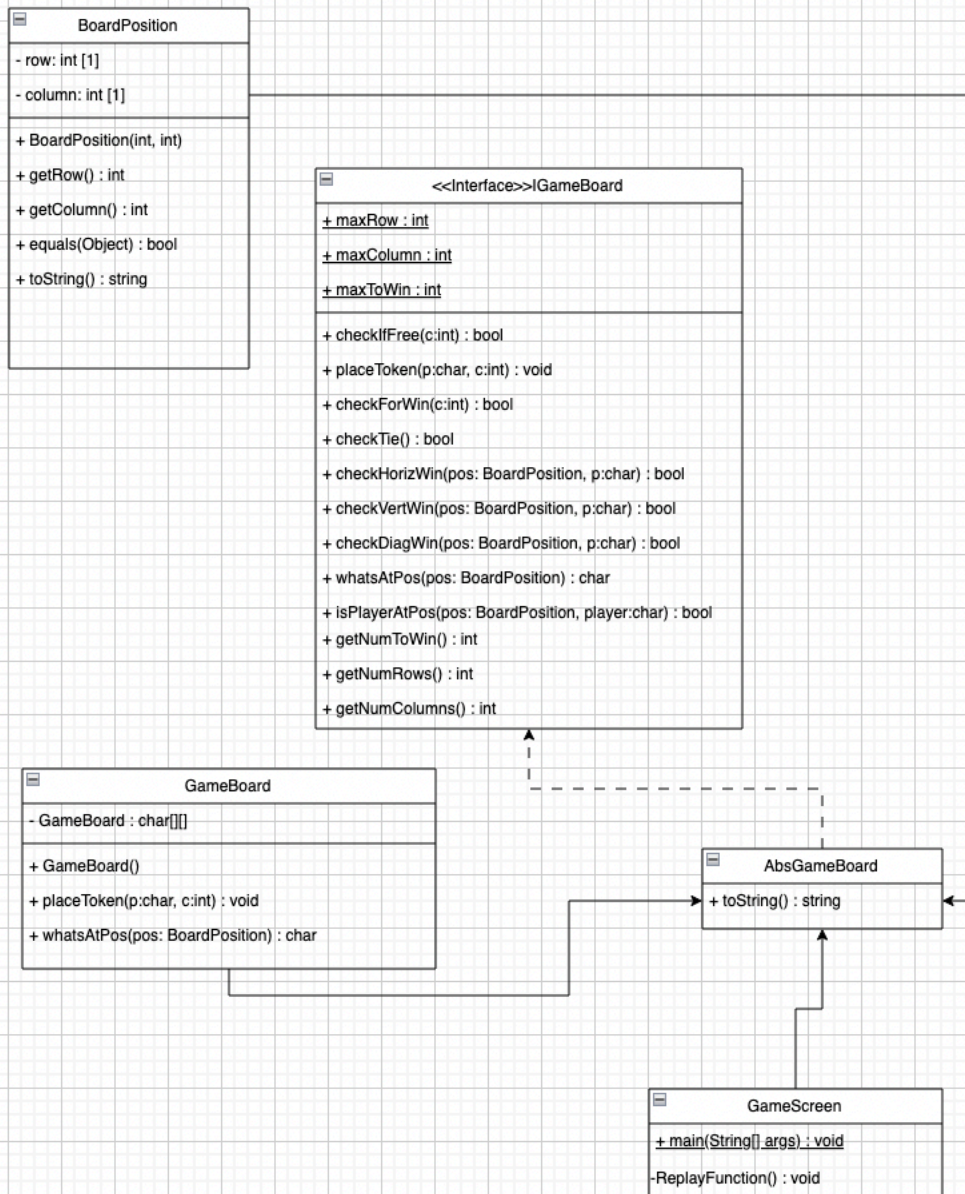 BoardPosition
- row: int [1]
- column: int [1]
+ BoardPosition(int, int)
+ getRow() : int
+ getColumn() : int
+ equals(Object) : bool
+ toString() : string
<<Interface>>IGameBoard
+ maxRow : int
+ maxColumn : int
+ maxToWin : int
+ checkIfFree(c:int) : bool
+ placeToken(p:char, c:int) : void
+ checkForWin(c:int) : bool
+ checkTie() : bool
+ checkHorizWin(pos: BoardPosition, p:char) : bool
+ checkVertWin(pos: BoardPosition, p:char) : bool
+ checkDiagWin(pos: BoardPosition, p:char) : bool
+ whatsAtPos(pos: BoardPosition) : char
+ isPlayerAtPos(pos: BoardPosition, player:char) : bool
+ getNumToWin() : int
+ getNumRows() : int
+ getNumColumns() : int
GameBoard
- GameBoard : char[][]
+ GameBoard()
+ placeToken(p:char, c:int) : void
+ whatsAtPos(pos: BoardPosition) : char
AbsGameBoard
+ toString() : string
GameScreen
+ main(String[] args) : void
-ReplayFunction() : void